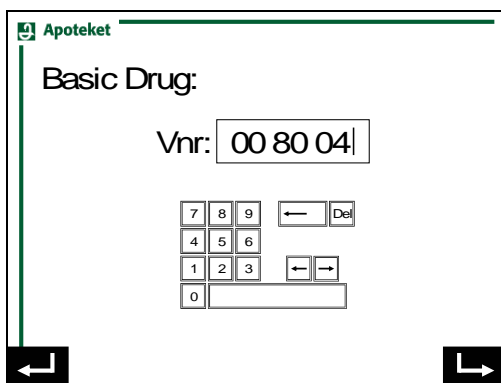 Apoteket
Basic Drug:
Vnr: 00 80 04
7 8 9 ← Del
4 5 6
1 2 3 ← →
0